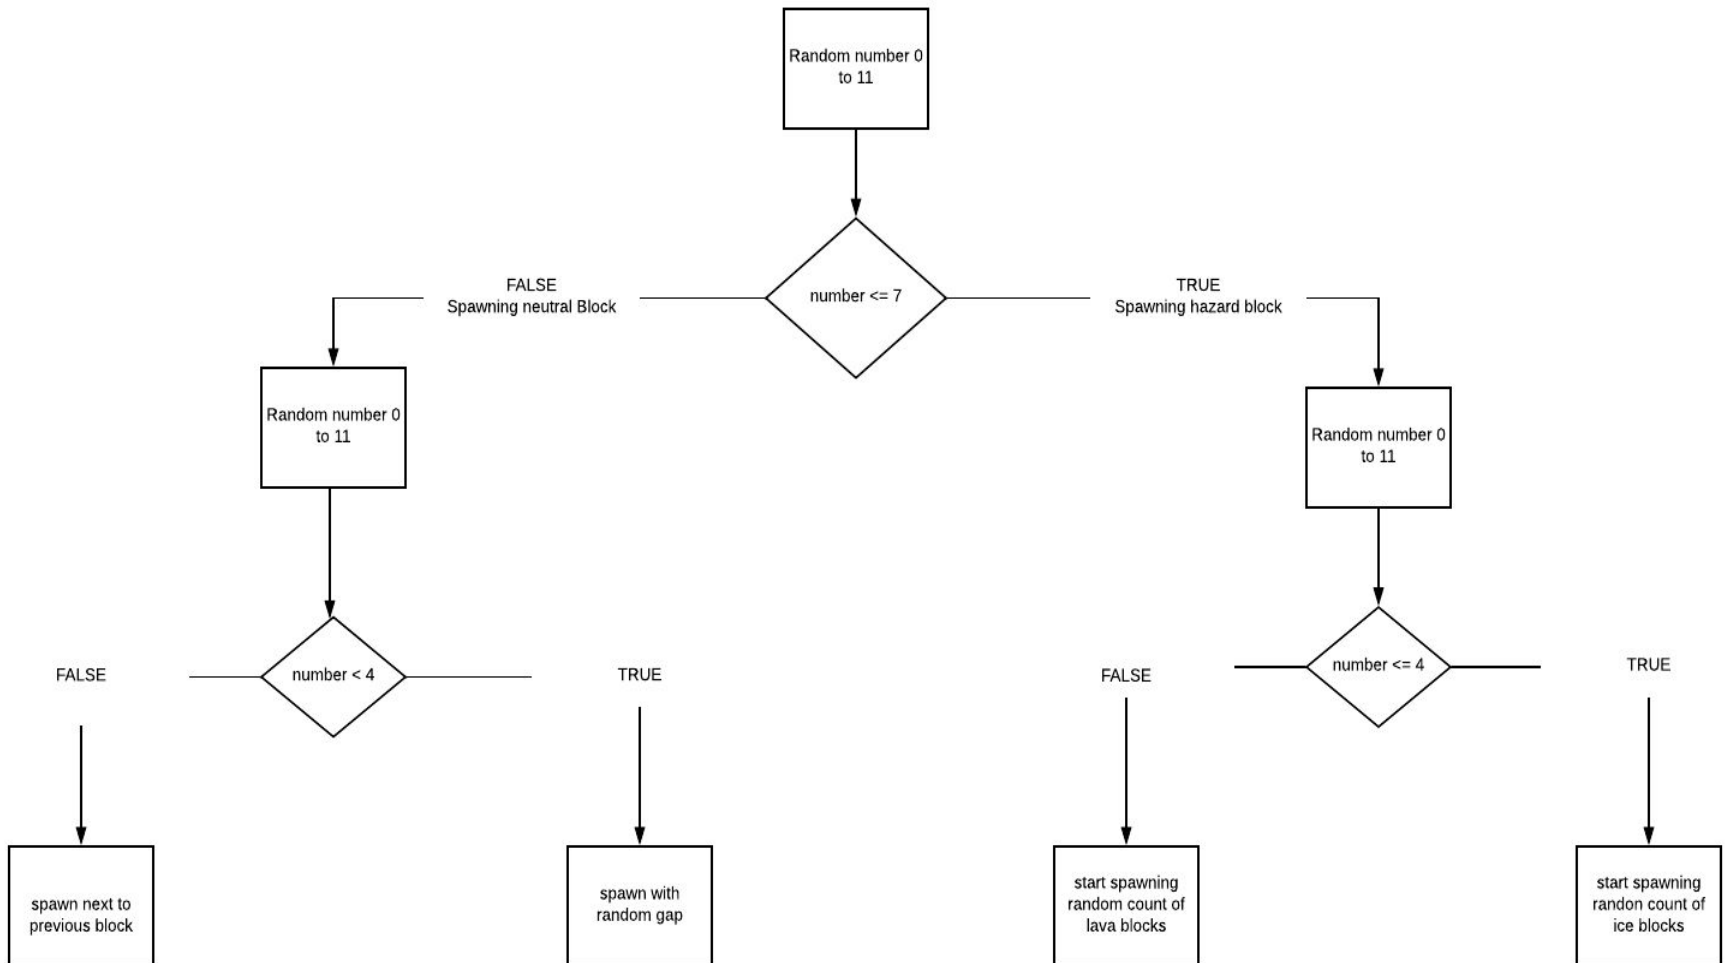 Random number 0
to 11
number <= 7
FALSE
Spawning neutral Block
TRUE
Spawning hazard block
Random number 0
to 11
Random number 0
to 11
number < 4
FALSE
TRUE
number <= 4
FALSE
TRUE
spawn next to
previous block
spawn with
random gap
start spawning
random count of
lava blocks
start spawning
randon count of
ice blocks